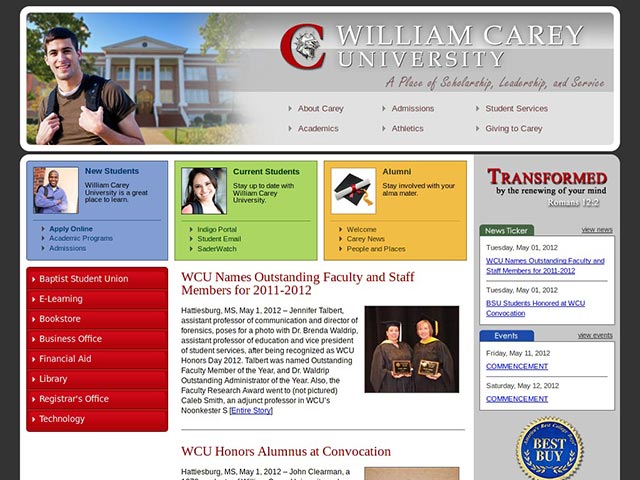 C
WILLIAM CAREY
UNIVERSITY
A Place of Scholarship, Leadership, and Service
About Carey
Admissions
Student Services
Academics
Athletics
Giving to Carey
New Students
William Carey
University is a great
place to learn.
Apply Online
Academic Programs
Admissions
Current Students
Stay up to date with
William Carey
University.
Indigo Portal
Student Email
SaderWatch
Alumni
Stay involved with your
alma mater.
Welcome
Carey News
People and Places
TRANSFORMED
by the renewing of your mind
Romans 12:2
Baptist Student Union
E-Learning
Bookstore
Business Office
Financial Aid
Library
Registrar's Office
Technology
WCU Names Outstanding Faculty and Staff
Members for 2011-2012
Hattiesburg, MS, May 1, 2012 – Jennifer Talbert,
assistant professor of communication and director of
forensics, poses for a photo with Dr. Brenda Waldrip,
assistant professor of education and vice president
of student services, after being recognized as WCU
Honors Day 2012. Talbert was named Outstanding
Faculty Member of the Year, and Dr. Waldrip
Outstanding Administrator of the Year. Also, the
Faculty Research Award went to (not pictured)
Caleb Smith, an adjunct professor in WCU's
Noonkester S [Entire Story]
WCU Honors Alumnus at Convocation
Hattiesburg, MS, May 1, 2012 – John Clearman, a
News Ticker
view news
Tuesday, May 01, 2012
WCU Names Outstanding Faculty and
Staff Members for 2011-2012
Tuesday, May 01, 2012
BSU Students Honored at WCU
Convocation
Events
view events
Friday, May 11, 2012
COMMENCEMENT
Saturday, May 12, 2012
COMMENCEMENT
America's Best College Buys
BEST
BUY